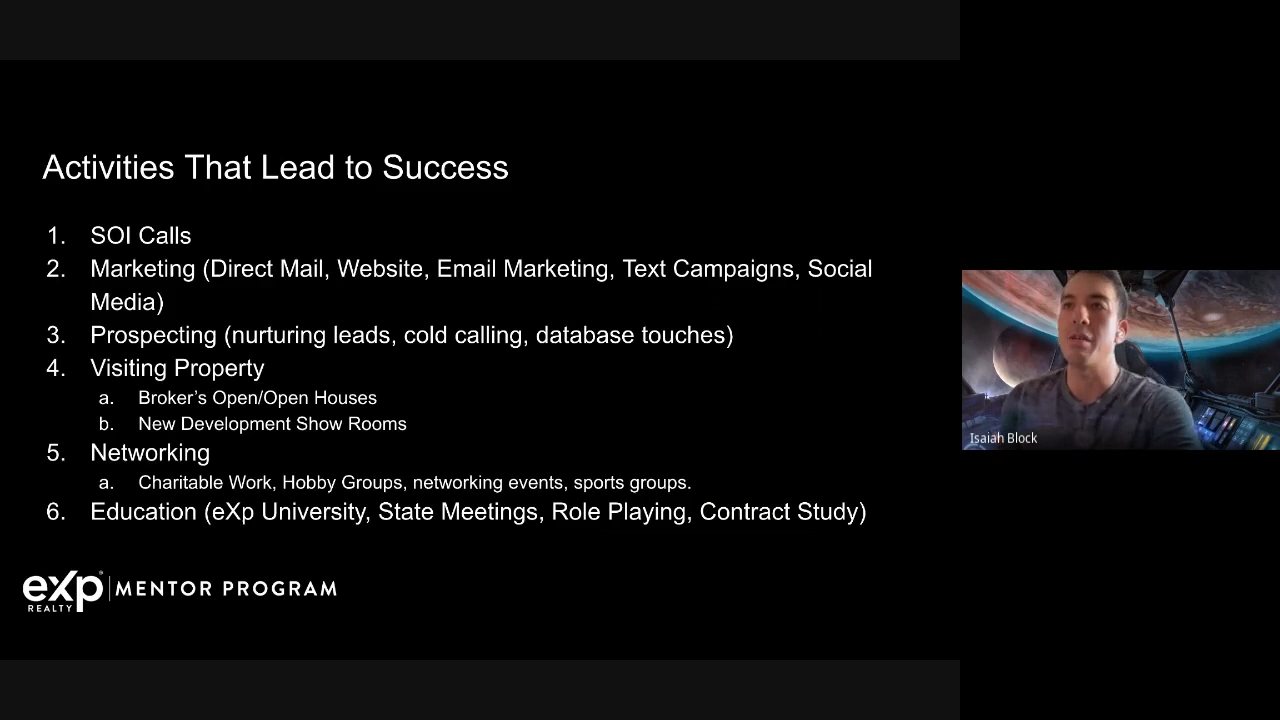 Activities That Lead to Success
1. SOI Calls
2. Marketing (Direct Mail, Website, Email Marketing, Text Campaigns, Social
Media)
3. Prospecting (nurturing leads, cold calling, database touches)
4. Visiting Property
a. Broker's Open/Open Houses
b. New Development Show Rooms
5. Networking
a. Charitable Work, Hobby Groups, networking events, sports groups.
6. Education (eXp University, State Meetings, Role Playing, Contract Study)
Isaiah Block
eXp® REALTY | MENTOR PROGRAM